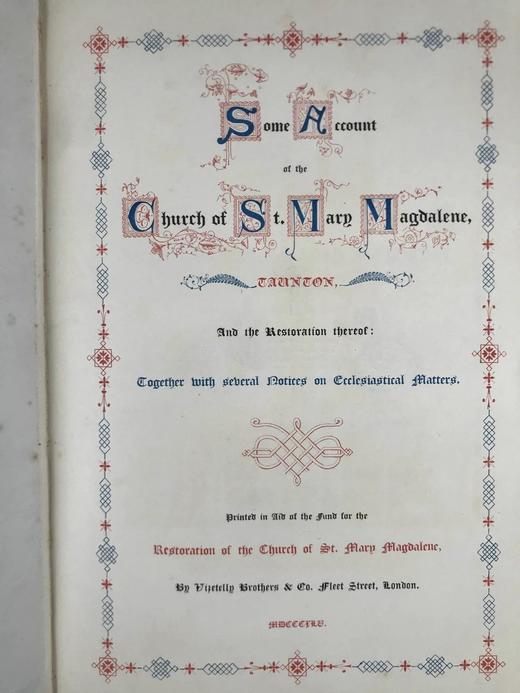 Some Account
of the
Church of St. Mary Magdalene,
TAUNTON,
And the Restoration thereof:
Together with several Notices on Ecclesiastical Matters.
Printed in Aid of the Fund for the
Restoration of the Church of St. Mary Magdalene,
By Vizetelly Brothers & Co. Fleet Street, London.
MDCCCXLV.